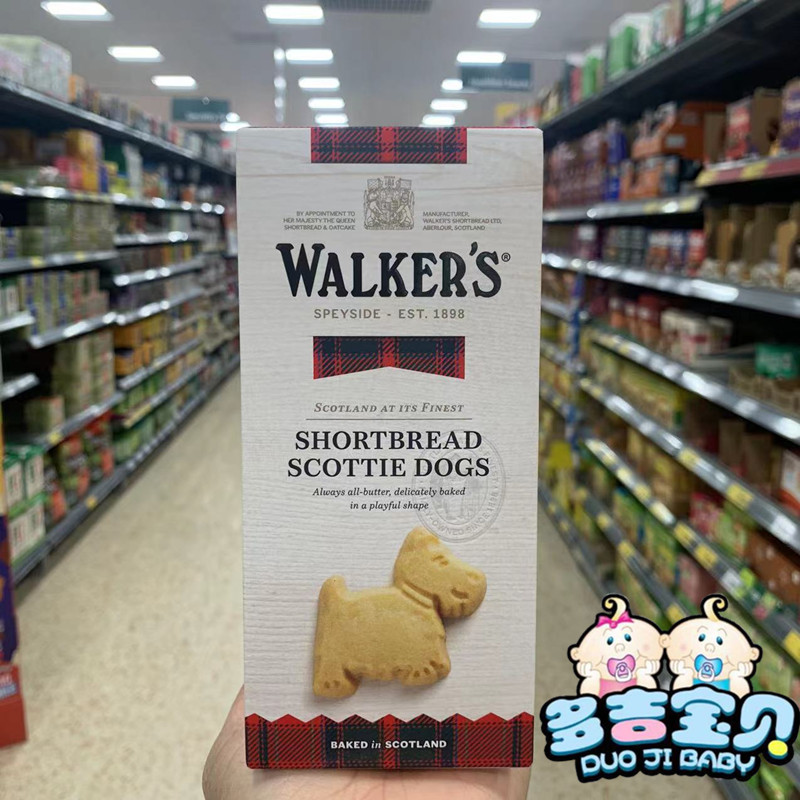 BY APPOINTMENT TO
HER MAJESTY THE QUEEN
SHORTBREAD & OATCAKE
MANUFACTURER,
WALKER'S SHORTBREAD LTD,
ABERLOUR, SCOTLAND
WALKER'S®
SPEYSIDE - EST. 1898
SCOTLAND AT ITS FINEST
SHORTBREAD
SCOTTIE DOGS
Always all-butter, delicately baked
in a playful shape
BAKED in SCOTLAND
多吉宝贝
DUO JI BABY